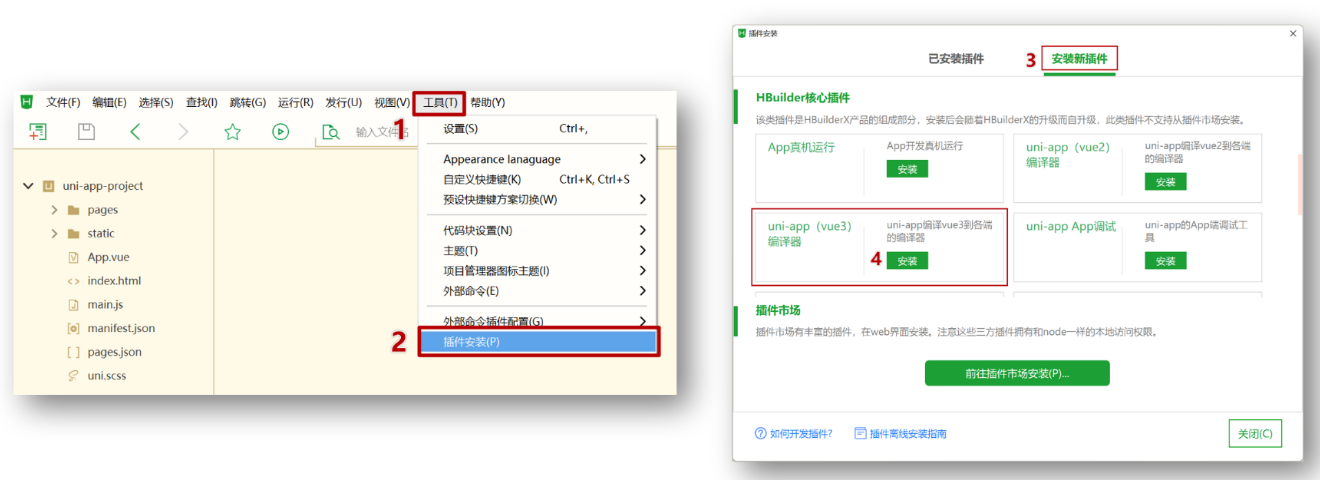 文件(F) 编辑(E) 选择(S) 查找(I) 跳转(G) 运行(R) 发行(U) 视图(V) 工具(T) 帮助(Y)
1
输入文件名
设置(S) Ctrl+,
Appearance lanaguage
自定义快捷键(K) Ctrl+K, Ctrl+S
预设快捷键方案切换(W)
代码块设置(N)
主题(T)
项目管理器图标主题(I)
外部命令(E)
外部命令插件配置(G)
2
插件安装(P)
uni-app-project
pages
static
App.vue
index.html
main.js
manifest.json
pages.json
uni.scss
插件安装
已安装插件
3
安装新插件
HBuilder核心插件
该类插件是HBuilderX产品的组成部分，安装后会随着HBuilderX的升级而自升级，此类插件不支持从插件市场安装。
App真机运行
App开发真机运行
安装
uni-app（vue2）
编译器
uni-app编译vue2到各端
的编译器
安装
uni-app（vue3）
编译器
uni-app编译vue3到各端
的编译器
4
安装
uni-app App调试
uni-app的App端调试工
具
安装
插件市场
插件市场有丰富的插件，在web界面安装。注意这些三方插件拥有和node一样的本地访问权限。
前往插件市场安装(P)...
如何开发插件?
插件离线安装指南
关闭(C)